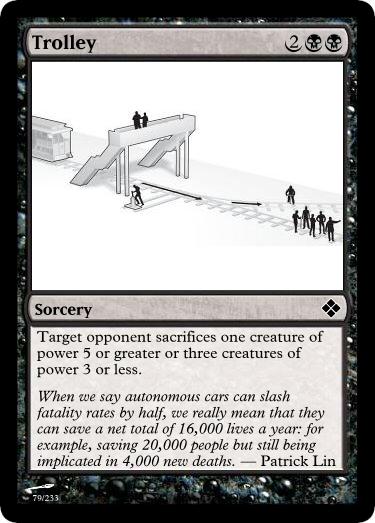 Trolley 2
Sorcery
Target opponent sacrifices one creature of
power 5 or greater or three creatures of
power 3 or less.
When we say autonomous cars can slash
fatality rates by half, we really mean that they
can save a net total of 16,000 lives a year: for
example, saving 20,000 people but still being
implicated in 4,000 new deaths. — Patrick Lin
79/233